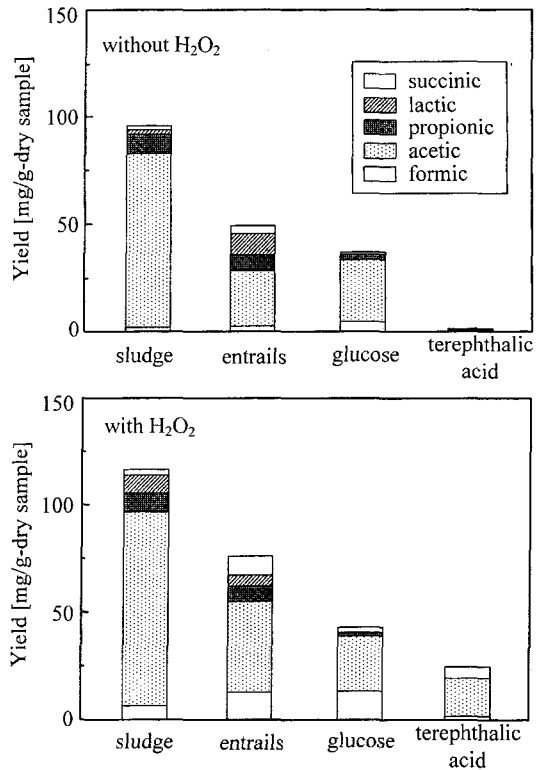 150
without H₂O₂
succinic
lactic
propionic
acetic
formic
100
50
0
Yield [mg/g-dry sample]
sludge
entrails
glucose
terephthalic
acid
150
with H₂O₂
100
50
0
Yield [mg/g-dry sample]
sludge
entrails
glucose
terephthalic
acid